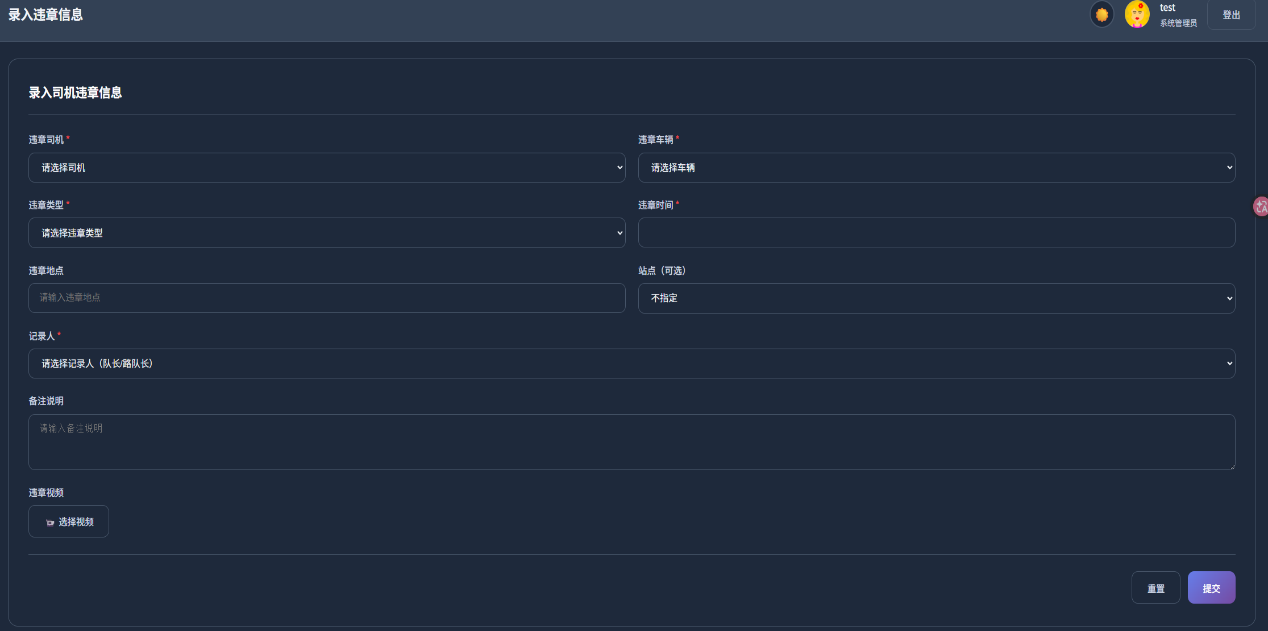 录入违章信息
test
系统管理员
登出
录入司机违章信息
违章司机 *
违章车辆 *
请选择司机
请选择车辆
违章类型 *
违章时间 *
请选择违章类型
违章地点
站点（可选）
请输入违章地点
不指定
记录人 *
请选择记录人（队长/路队长）
备注说明
请输入备注说明
违章视频
选择视频
重置
提交